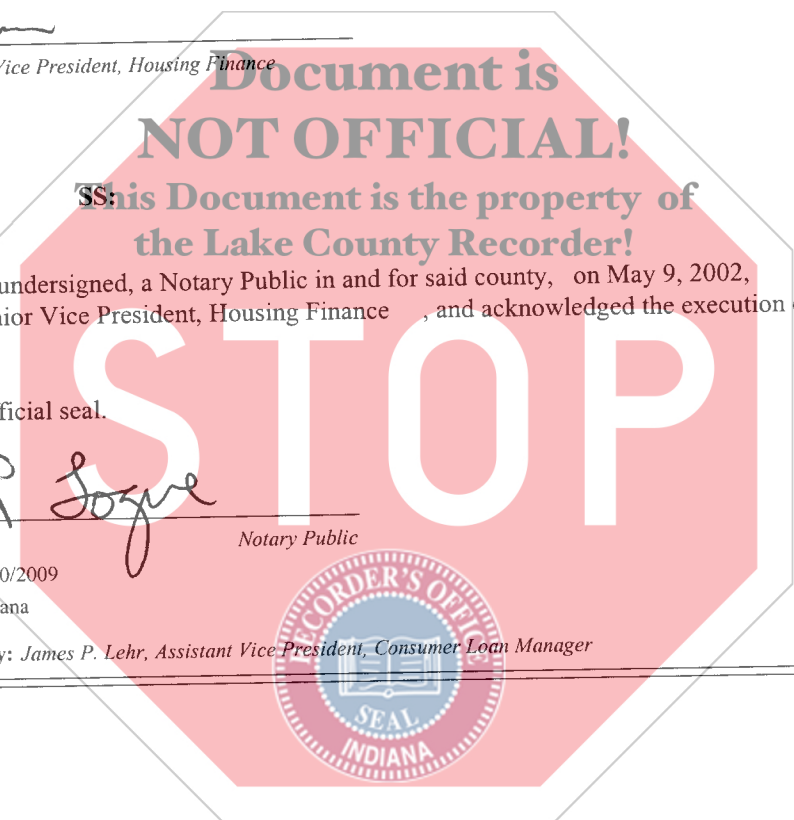 Vice President, Housing Finance
Document is
NOT OFFICIAL!
SS:
This Document is the property of
the Lake County Recorder!
undersigned, a Notary Public in and for said county, on May 9, 2002,
nior Vice President, Housing Finance , and acknowledged the execution
ficial seal.
STOP
Notary Public
0/2009
ana
y: James P. Lehr, Assistant Vice President, Consumer Loan Manager
RECORDER'S OFFICE
SEAL
INDIANA